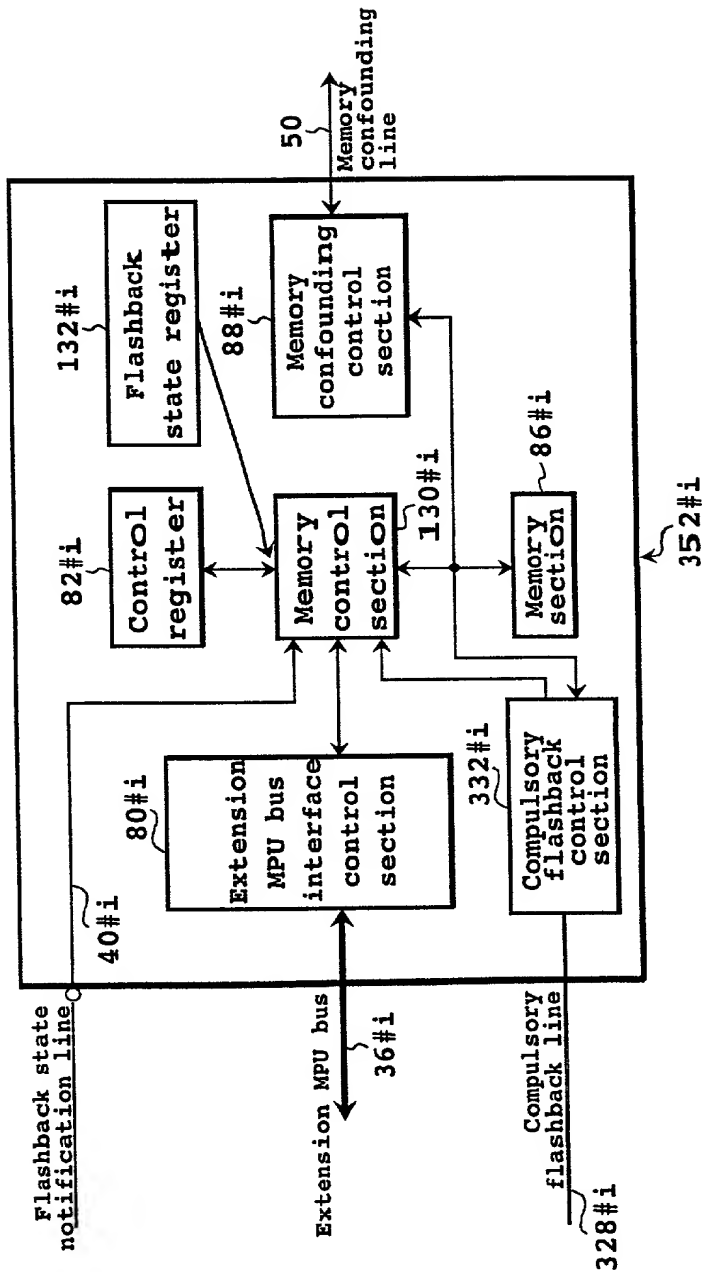 132#i
Flashback
state register
50
Memory
confounding
line
88#i
Memory
confounding
control
section
82#i
Control
register
Memory
control
section
130#i
86#i
Memory
section
352#i
80#i
Extension
MPU bus
interface
control
section
332#i
Compulsory
flashback
control
section
40#i
Flashback state
notification line
Extension MPU bus
36#i
Compulsory
flashback line
328#i